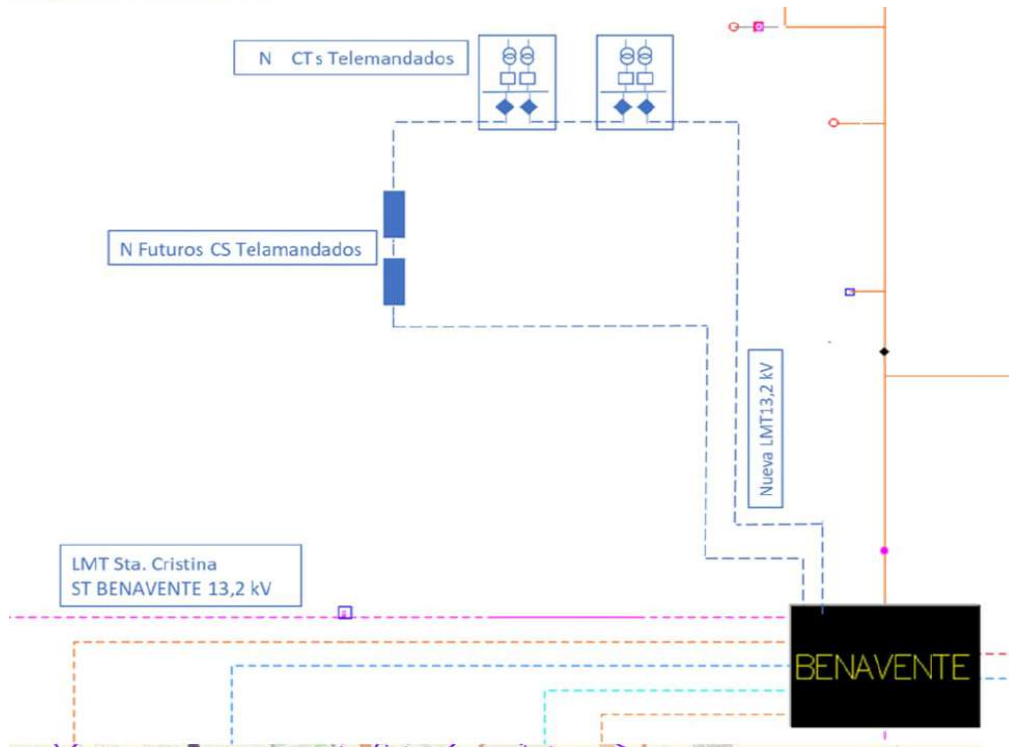 N CTs Telemandados
N Futuros CS Telamandados
Nueva LMT13,2 kV
LMT Sta. Cristina
ST BENAVENTE 13,2 kV
BENAVENTE